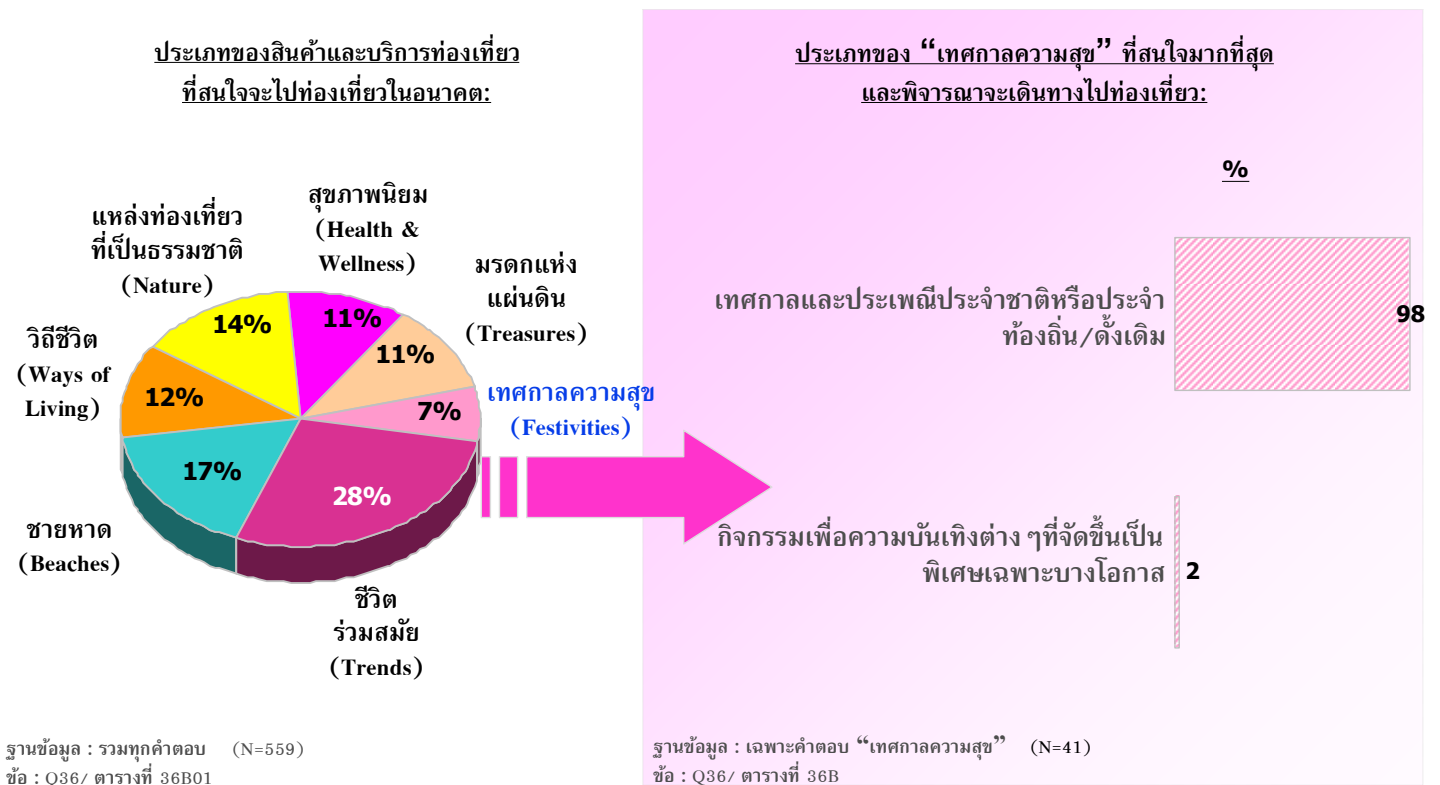 ประเภทของสินค้าและบริการท่องเที่ยว
ที่สนใจจะไปท่องเที่ยวในอนาคต:
สุขภาพนิยม
(Health &
Wellness)
แหล่งท่องเที่ยว
ที่เป็นธรรมชาติ
(Nature)
มรดกแห่ง
แผ่นดิน
(Treasures)
วิถีชีวิต
(Ways of
Living)
เทศกาลความสุข
(Festivities)
ชายหาด
(Beaches)
ชีวิต
ร่วมสมัย
(Trends)
14%
11%
11%
12%
7%
17%
28%
ฐานข้อมูล : รวมทุกคำตอบ (N=559)
ข้อ : Q36/ ตารางที่ 36B01
ประเภทของ “เทศกาลความสุข” ที่สนใจมากที่สุด
และพิจารณาจะเดินทางไปท่องเที่ยว:
%
เทศกาลและประเพณีประจำชาติหรือประจำ
ท้องถิ่น/ดั้งเดิม
98
กิจกรรมเพื่อความบันเทิงต่าง ๆที่จัดขึ้นเป็น
พิเศษเฉพาะบางโอกาส
2
ฐานข้อมูล : เฉพาะคำตอบ “เทศกาลความสุข” (N=41)
ข้อ : Q36/ ตารางที่ 36B